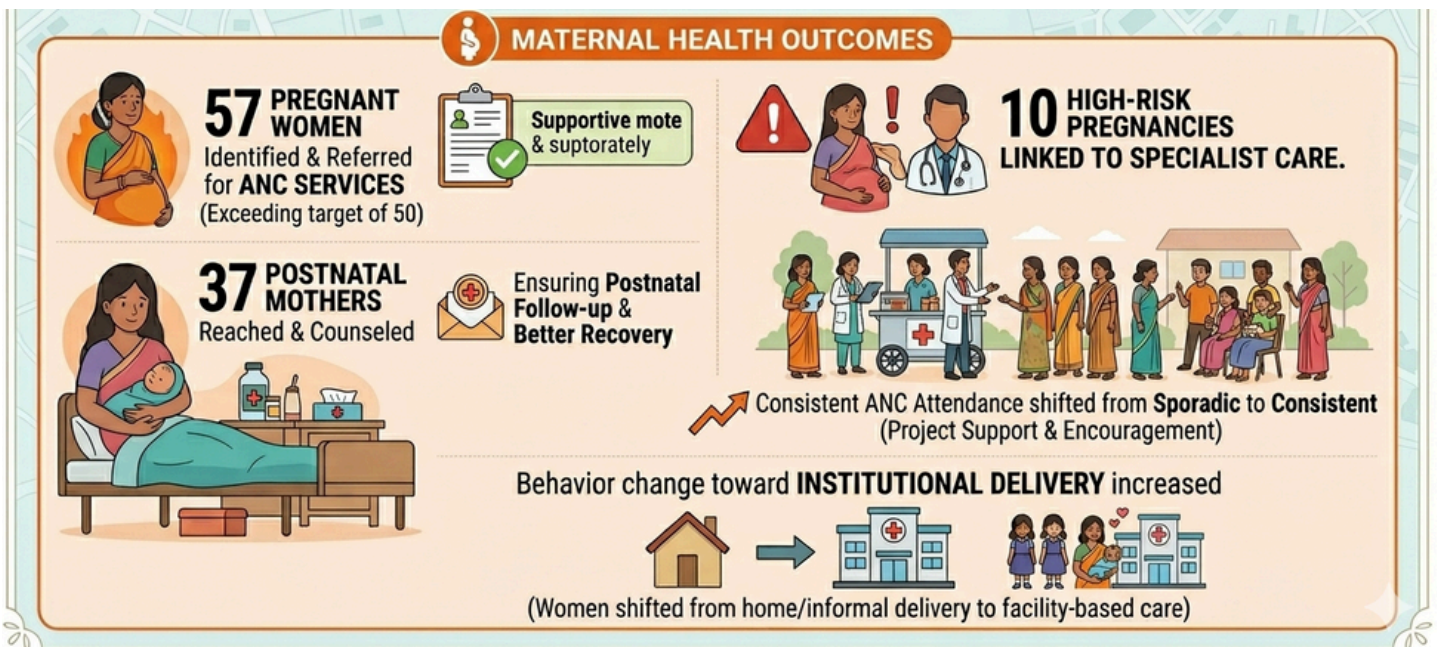 MATERNAL HEALTH OUTCOMES
57 PREGNANT
WOMEN
Identified & Referred
for ANC SERVICES
(Exceeding target of 50)
Supportive mote
& suptorately
37 POSTNATAL
MOTHERS
Reached & Counseled
Ensuring Postnatal
Follow-up &
Better Recovery
10 HIGH-RISK
PREGNANCIES
LINKED TO SPECIALIST CARE.
Consistent ANC Attendance shifted from Sporadic to Consistent
(Project Support & Encouragement)
Behavior change toward INSTITUTIONAL DELIVERY increased
(Women shifted from home/informal delivery to facility-based care)